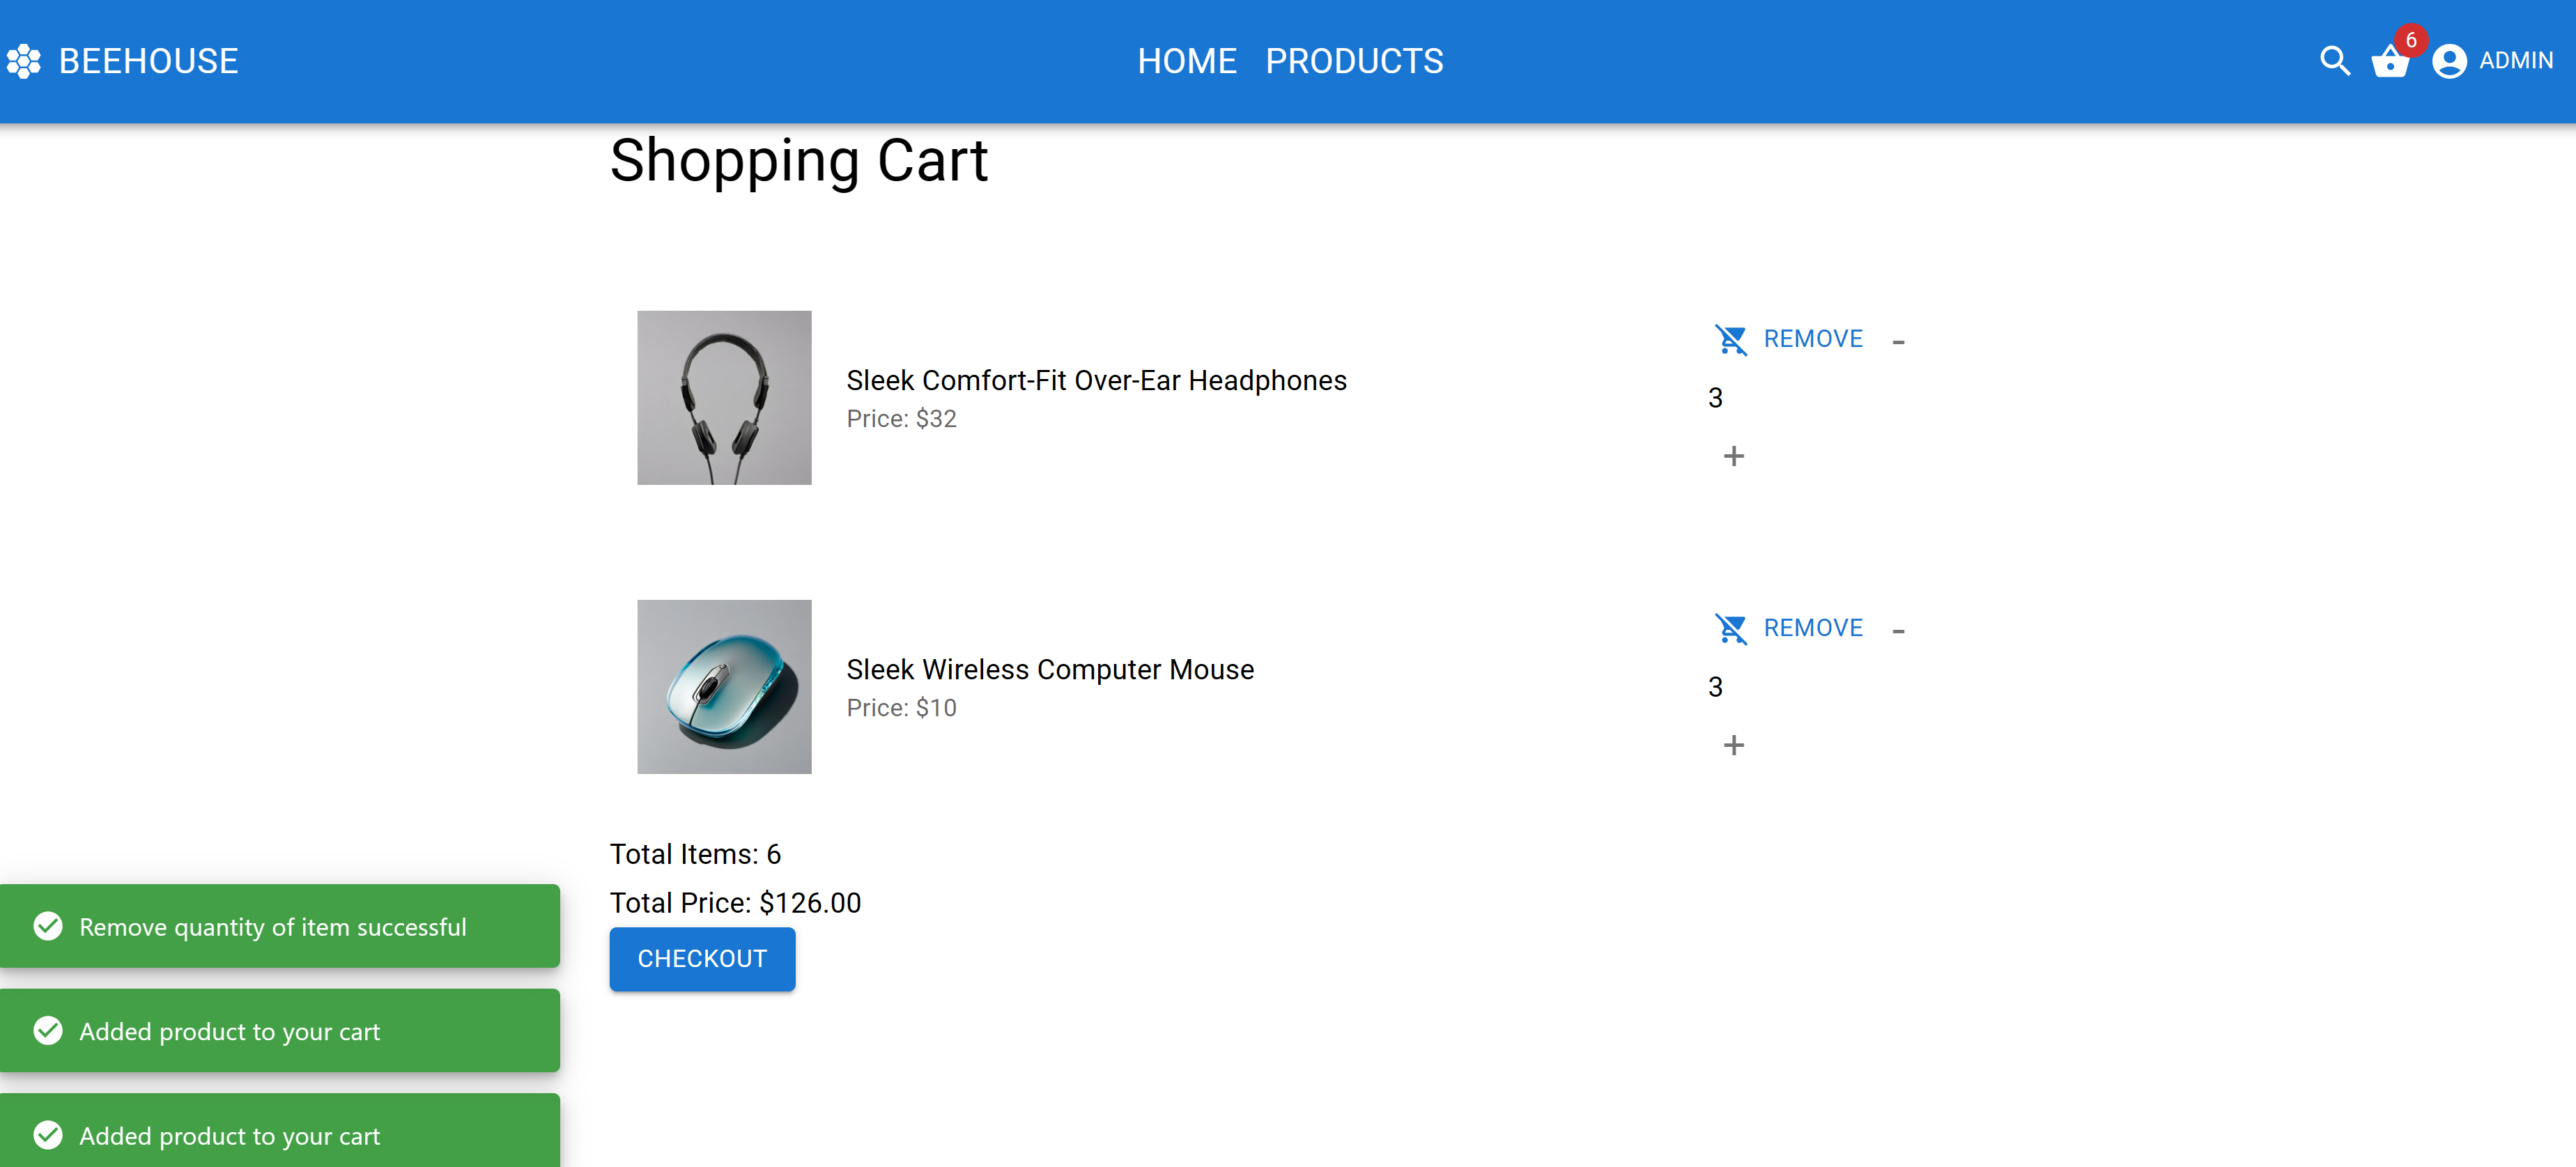 BEEHOUSE
HOME PRODUCTS
6
ADMIN
Shopping Cart
Sleek Comfort-Fit Over-Ear Headphones
Price: $32
REMOVE -
3
+
Sleek Wireless Computer Mouse
Price: $10
REMOVE -
3
+
Total Items: 6
Total Price: $126.00
CHECKOUT
Remove quantity of item successful
Added product to your cart
Added product to your cart